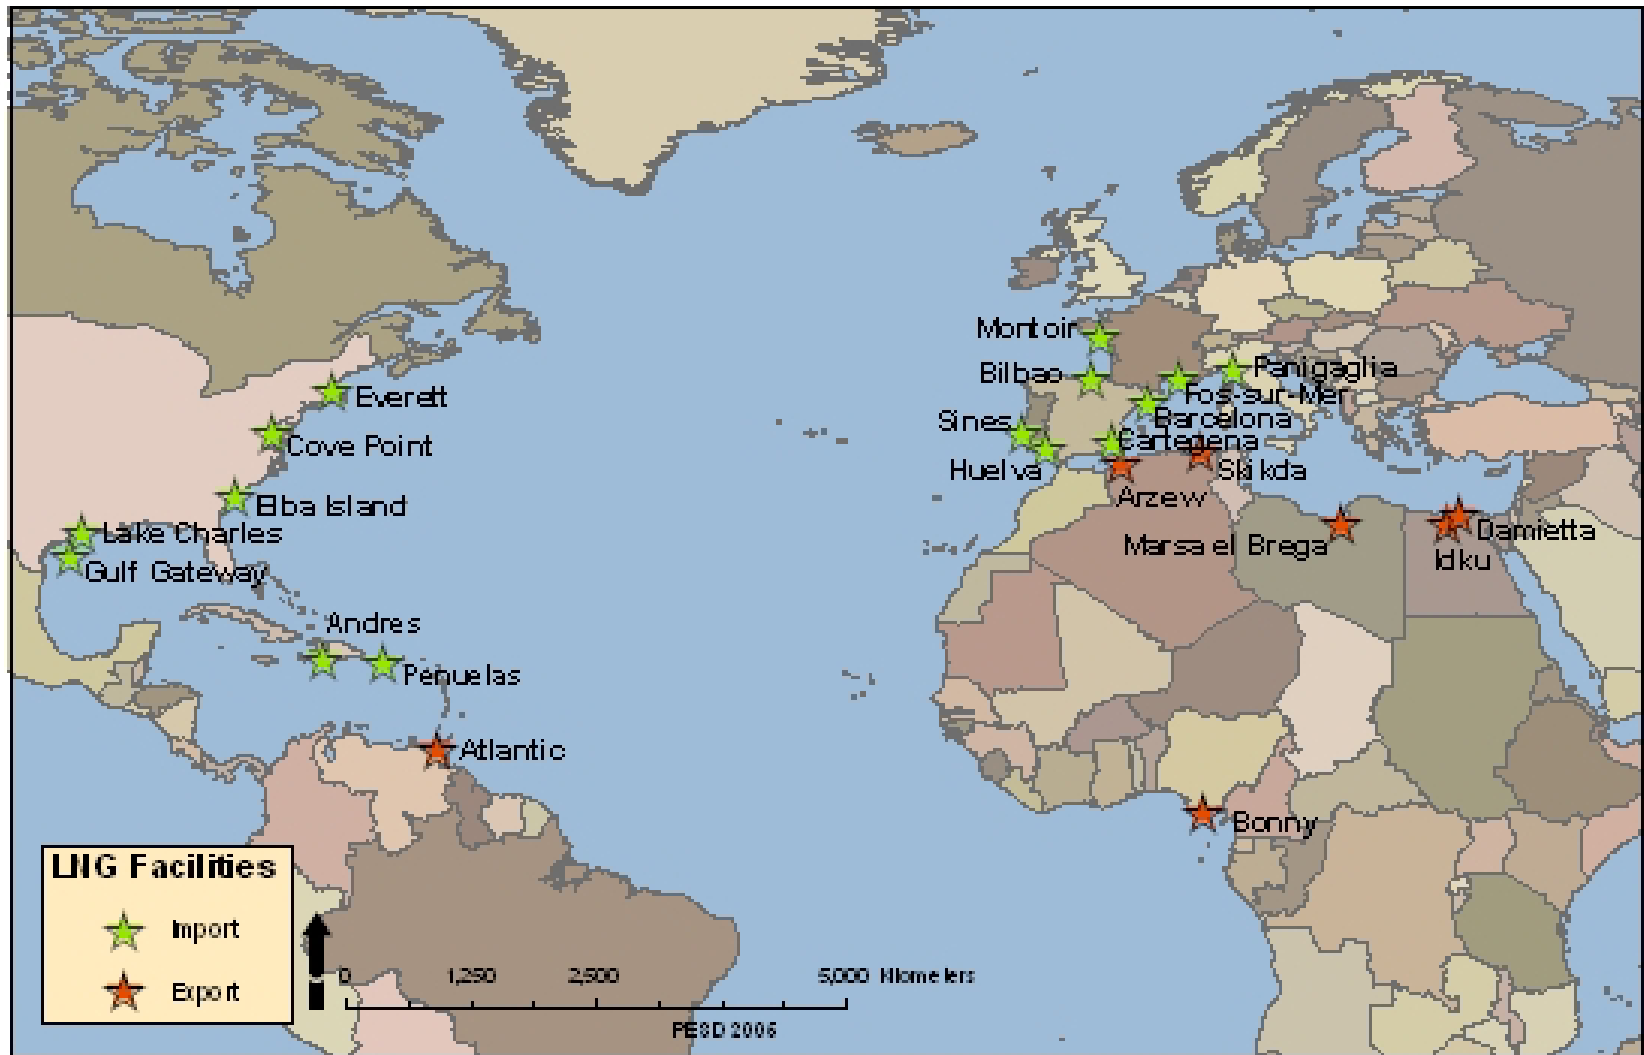 Montoir
Bilbao
Panigaglia
Fos-sur-Mer
Everett
Barcelona
Sines
Cartegena
Cove Point
Huelva
Skikda
Arzew
Elba Island
Lake Charles
Damietta
Marsa el Brega
Idku
Gulf Gateway
Andres
Penuelas
Atlantic
Bonny
LNG Facilities
Import
Export
0 1,250 2,500 5,000 Kilometers
PESD 2005